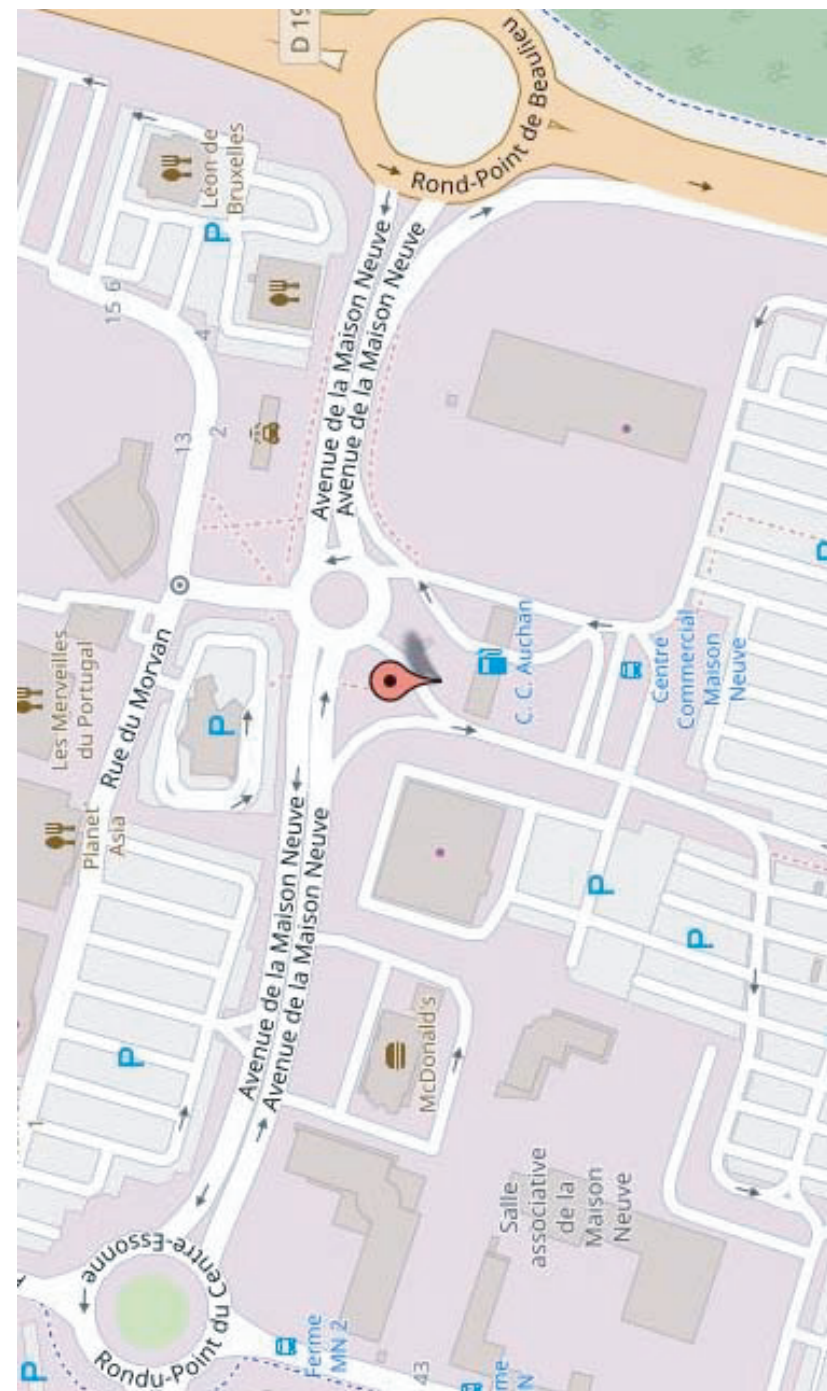 D 19
Rond-Point de Beaulieu
Léon de
Bruxelles
P
15
6
4
2
13
Avenue de la Maison Neuve
Avenue de la Maison Neuve
Les Merveilles
du Portugal
Rue du Morvan
P
Planet
Asia
C. C. Auchan
Centre
Commercial
Maison
Neuve
P
P
P
Avenue de la Maison Neuve
Avenue de la Maison Neuve
P
1
McDonald's
Salle
associative
de la
Maison
Neuve
Rondu-Point du Centre-Essonne
P
Ferme
MN 2
43